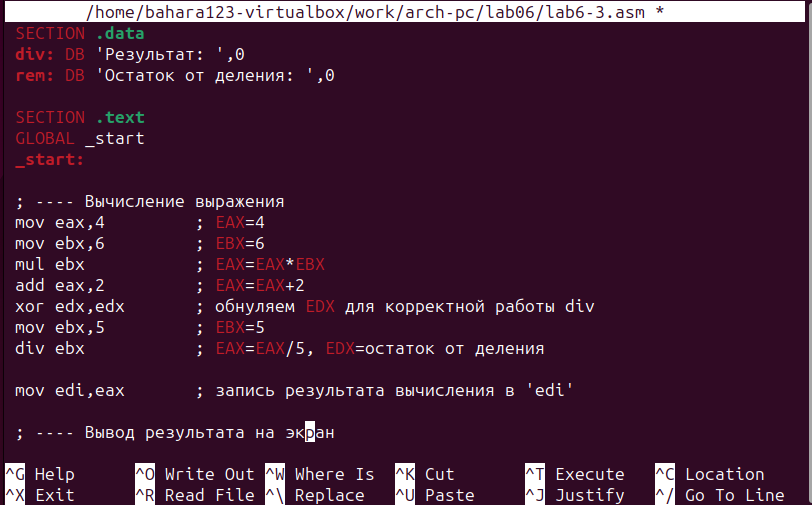 /home/bahara123-virtualbox/work/arch-pc/lab06/lab6-3.asm *
SECTION .data
div: DB 'Результат: ',0
rem: DB 'Остаток от деления: ',0
SECTION .text
GLOBAL _start
_start:
; ---- Вычисление выражения
mov eax,4 ; EAX=4
mov ebx,6 ; EBX=6
mul ebx ; EAX=EAX*EBX
add eax,2 ; EAX=EAX+2
xor edx,edx ; обнуляем EDX для корректной работы div
mov ebx,5 ; EBX=5
div ebx ; EAX=EAX/5, EDX=остаток от деления
mov edi,eax ; запись результата вычисления в 'edi'
; ---- Вывод результата на экран
^G Help ^O Write Out ^W Where Is ^K Cut ^T Execute ^C Location
^X Exit ^R Read File ^\ Replace ^U Paste ^J Justify ^/ Go To Line